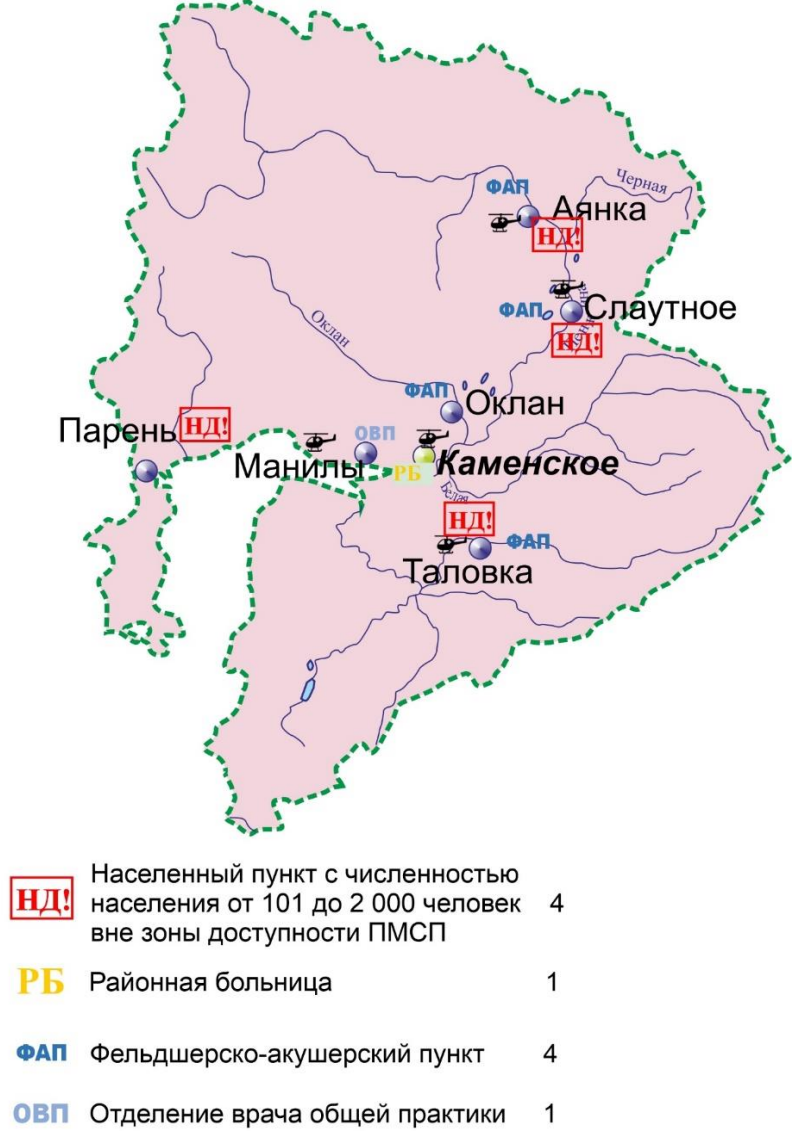 ФАП
Черная
Аянка
НД!
ФАП
Слаутное
НД!
Оклан
ФАП
Оклан
Парень
НД!
ОВП
Манилы
РБ
Каменское
Белая
НД!
ФАП
Таловка
НД! Населенный пункт с численностью
населения от 101 до 2 000 человек 4
вне зоны доступности ПМСП
РБ Районная больница 1
ФАП Фельдшерско-акушерский пункт 4
ОВП Отделение врача общей практики 1